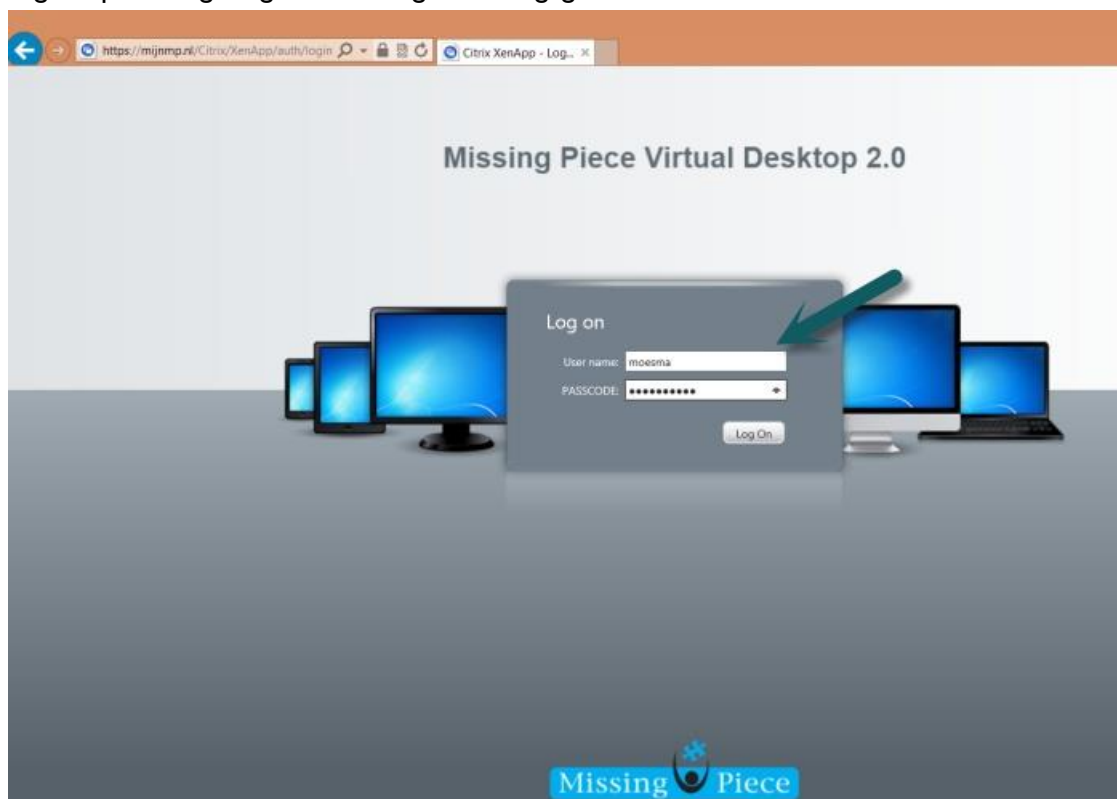 https://mijnmp.nl/Citrix/XenApp/auth/login
Citrix XenApp - Log...
Missing Piece Virtual Desktop 2.0
Log on
User name: moesma
PASSCODE: ••••••••••
Log On
Missing Piece